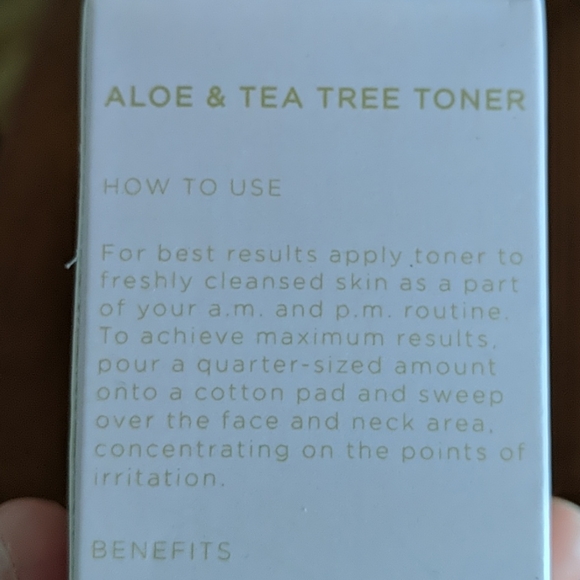 ALOE & TEA TREE TONER
HOW TO USE
For best results apply toner to
freshly cleansed skin as a part
of your a.m. and p.m. routine.
To achieve maximum results,
pour a quarter-sized amount
onto a cotton pad and sweep
over the face and neck area,
concentrating on the points of
irritation.
BENEFITS